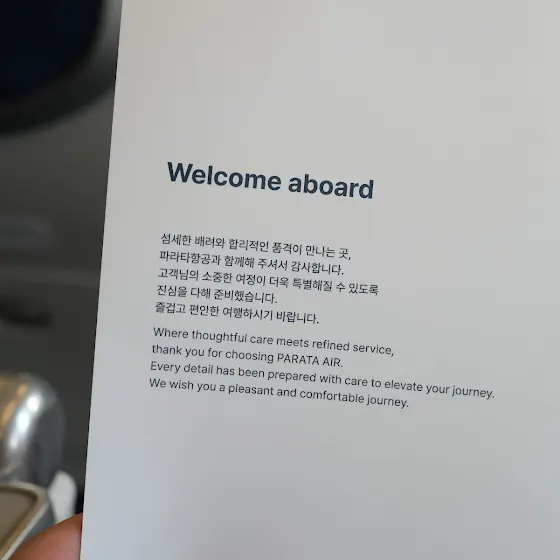 Welcome aboard
섬세한 배려와 합리적인 품격이 만나는 곳,
파라타항공과 함께해 주셔서 감사합니다.
고객님의 소중한 여정이 더욱 특별해질 수 있도록
진심을 다해 준비했습니다.
즐겁고 편안한 여행하시기 바랍니다.
Where thoughtful care meets refined service,
thank you for choosing PARATA AIR.
Every detail has been prepared with care to elevate your journey.
We wish you a pleasant and comfortable journey.